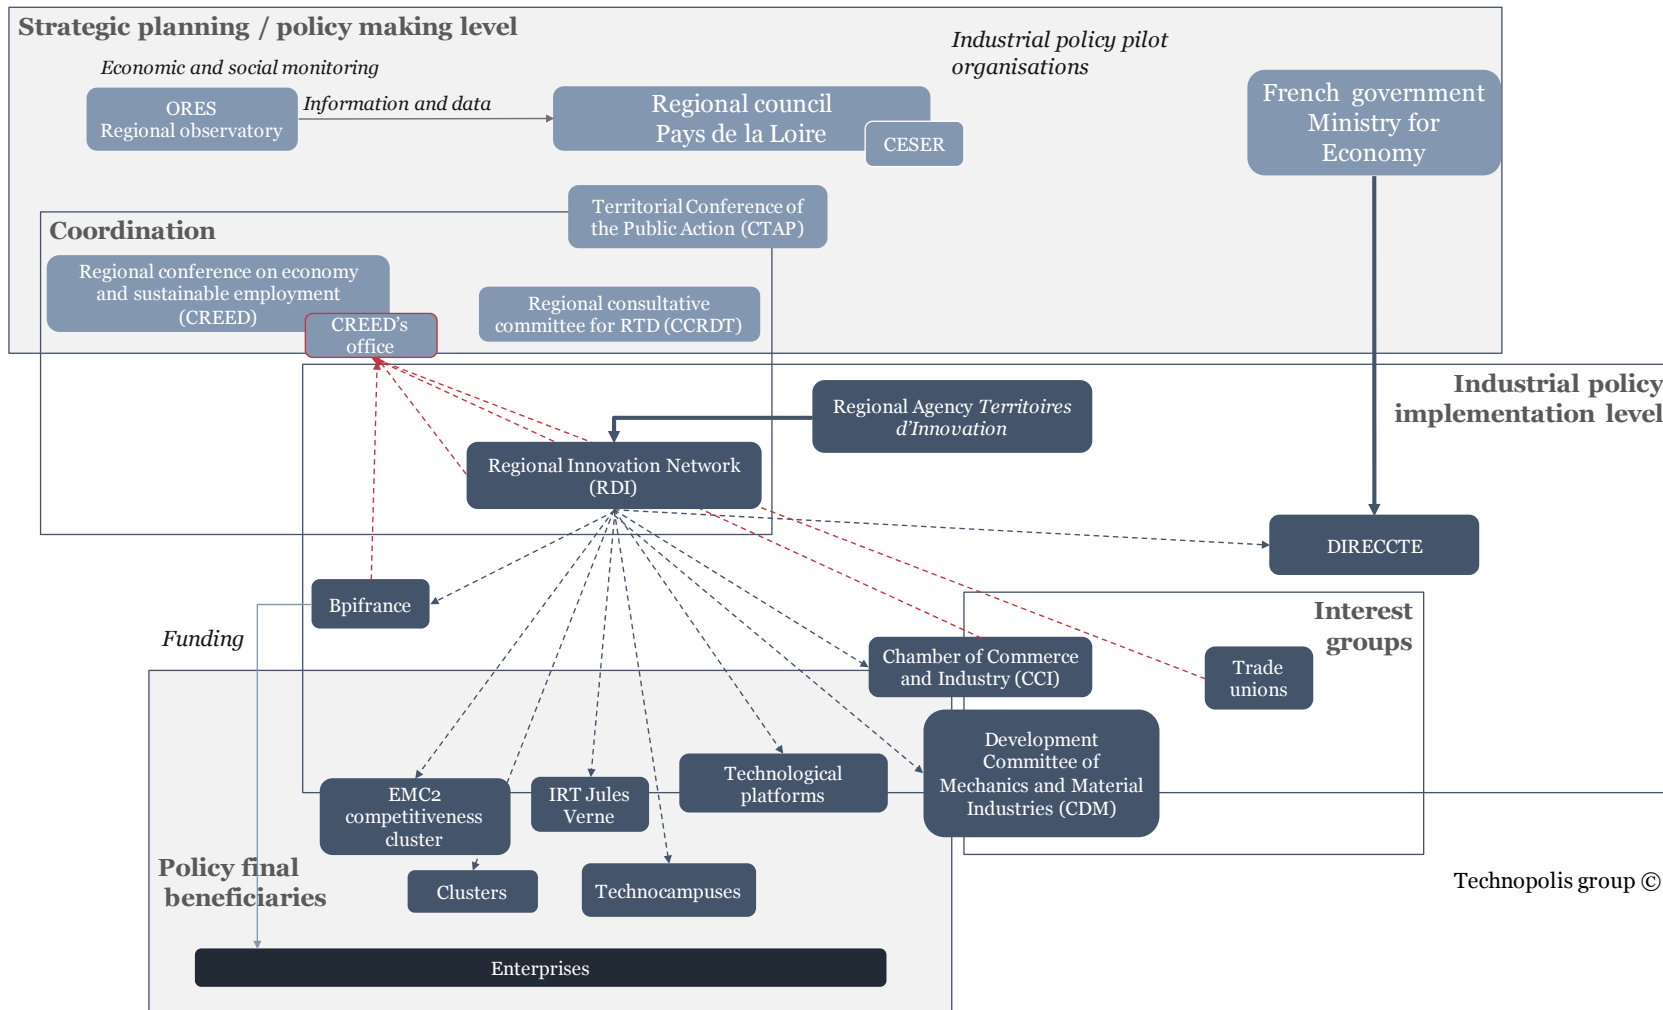 Strategic planning / policy making level
Industrial policy pilot
organisations
Economic and social monitoring
ORES
Regional observatory
Information and data
Regional council
Pays de la Loire
CESER
French government
Ministry for
Economy
Territorial Conference of
the Public Action (CTAP)
Coordination
Regional conference on economy
and sustainable employment
(CREED)
CREED's
office
Regional consultative
committee for RTD (CCRDT)
Industrial policy
implementation level
Regional Agency Territoires
d'Innovation
Regional Innovation Network
(RDI)
DIRECCTE
Bpifrance
Funding
Interest
groups
Chamber of Commerce
and Industry (CCI)
Trade
unions
Development
Committee of
Mechanics and Material
Industries (CDM)
Technological
platforms
EMC2
competitiveness
cluster
IRT Jules
Verne
Policy final
beneficiaries
Clusters
Technocampuses
Technopolis group ©
Enterprises